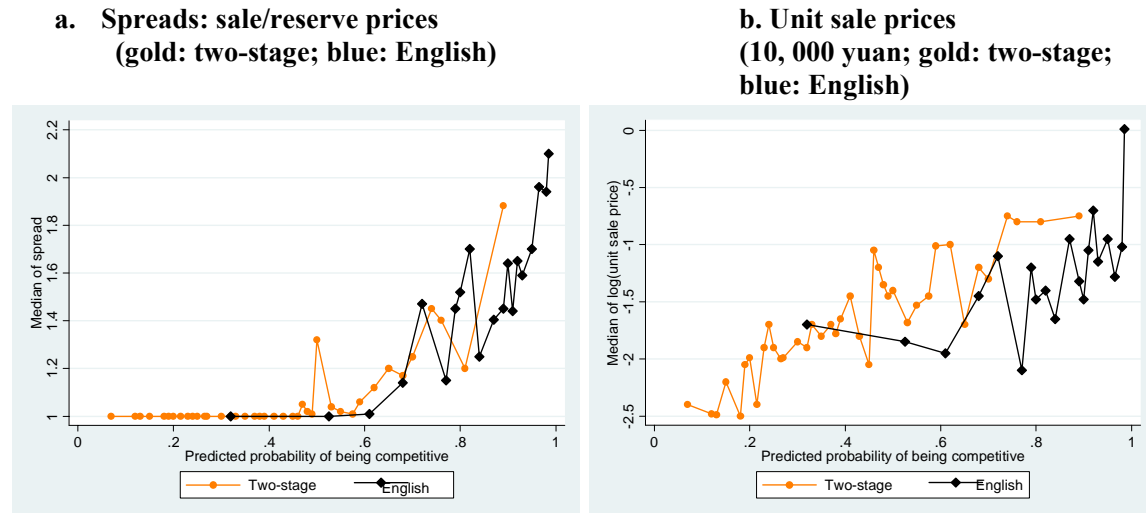 a. Spreads: sale/reserve prices
(gold: two-stage; blue: English)
2.2
2
1.8
1.6
1.4
1.2
1
Median of spread
0
.2
.4
.6
.8
1
Predicted probability of being competitive
Two-stage
English
b. Unit sale prices
(10, 000 yuan; gold: two-stage;
blue: English)
0
-.5
-1
-1.5
-2
-2.5
Median of log(unit sale price)
0
.2
.4
.6
.8
1
Predicted probability of being competitive
Two-stage
English